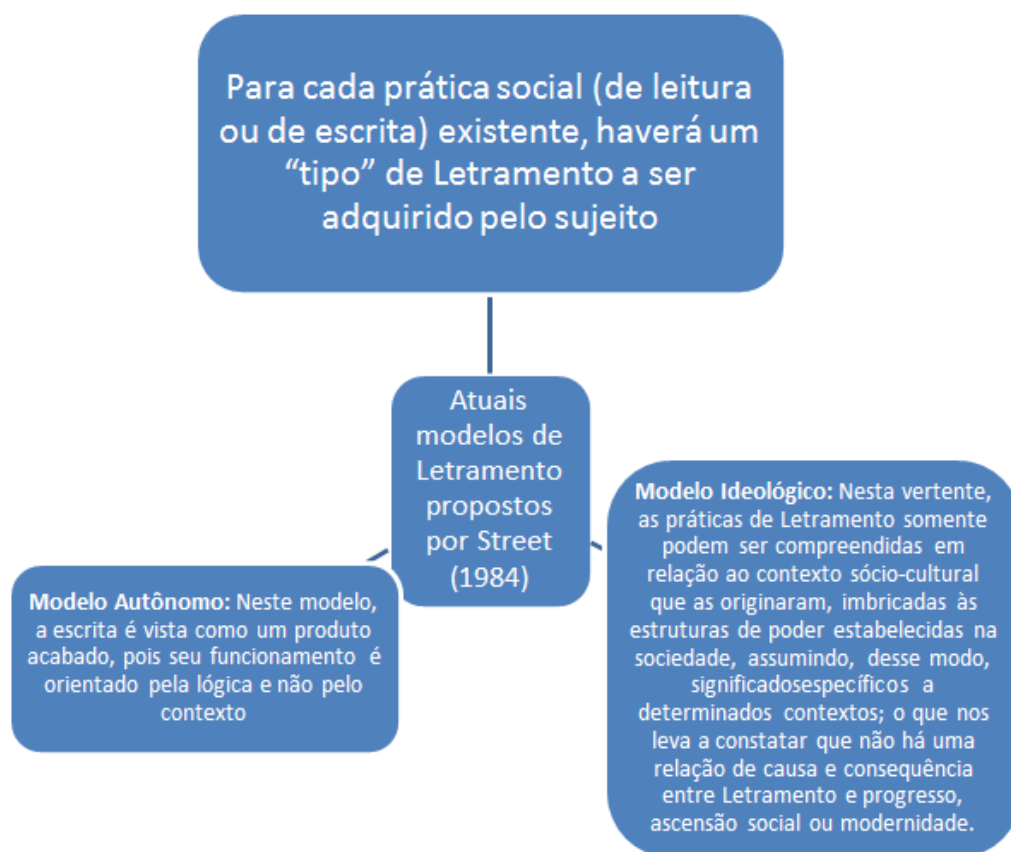 Para cada prática social (de leitura
ou de escrita) existente, haverá um
“tipo” de Letramento a ser
adquirido pelo sujeito
Atuais
modelos de
Letramento
propostos
por Street
(1984)
Modelo Autônomo: Neste modelo,
a escrita é vista como um produto
acabado, pois seu funcionamento é
orientado pela lógica e não pelo
contexto
Modelo Ideológico: Nesta vertente,
as práticas de Letramento somente
podem ser compreendidas em
relação ao contexto sócio-cultural
que as originaram, imbricadas às
estruturas de poder estabelecidas na
sociedade, assumindo, desse modo,
significadosespecíficos a
determinados contextos; o que nos
leva a constatar que não há uma
relação de causa e consequência
entre Letramento e progresso,
ascensão social ou modernidade.